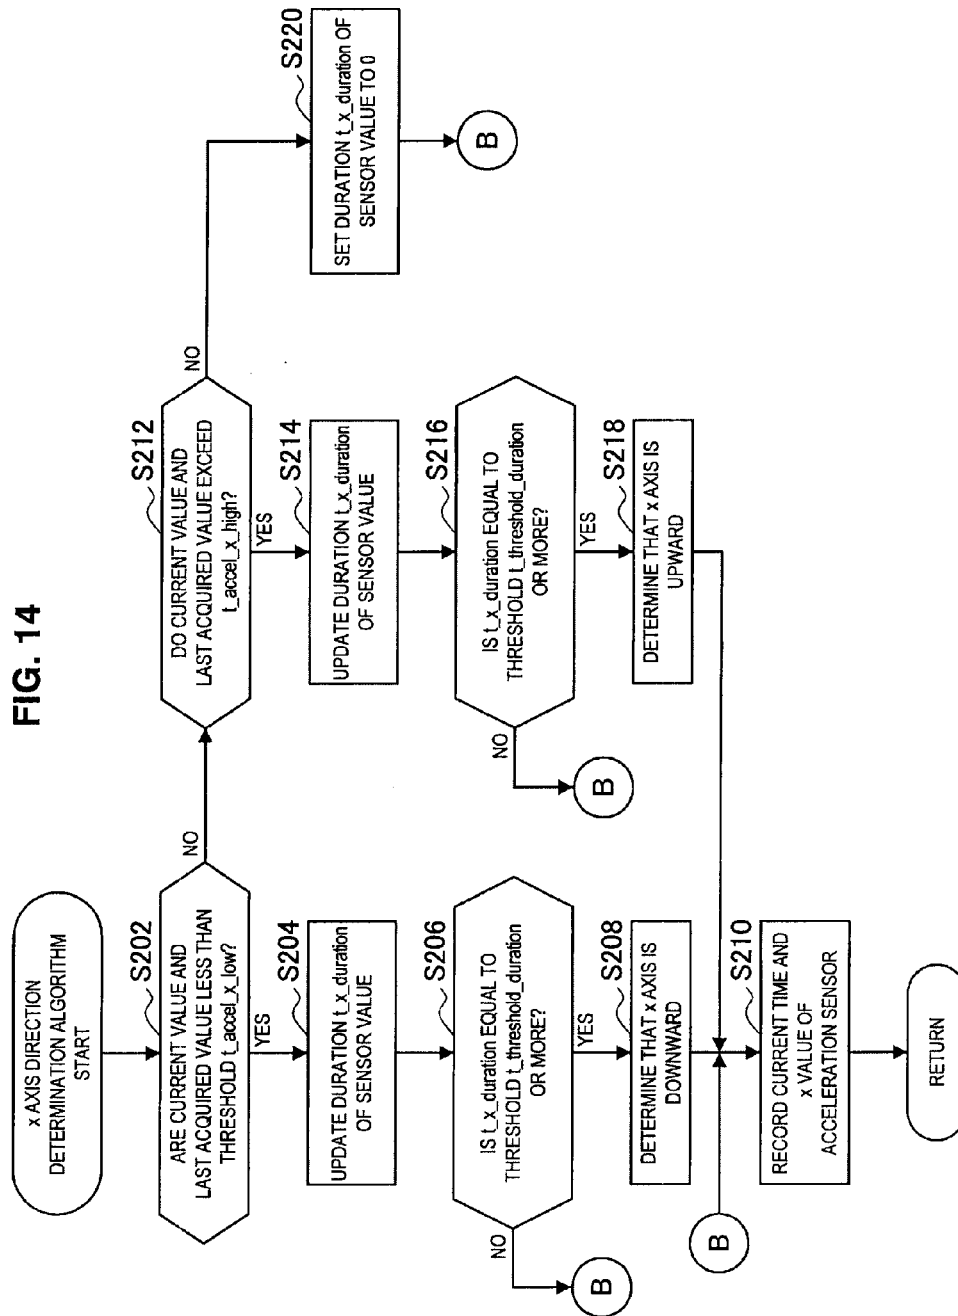 FIG. 14
x AXIS DIRECTION
DETERMINATION ALGORITHM
START
S202
ARE CURRENT VALUE AND
LAST ACQUIRED VALUE LESS THAN
THRESHOLD t_accel_x_low?
NO
YES
S204
UPDATE DURATION t_x_duration
OF SENSOR VALUE
S206
IS t_x_duration EQUAL TO
THRESHOLD t_threshold_duration
OR MORE?
NO
B
YES
S208
DETERMINE THAT x AXIS IS
DOWNWARD
B
S210
RECORD CURRENT TIME AND
x VALUE OF
ACCELERATION SENSOR
RETURN
S212
DO CURRENT VALUE AND
LAST ACQUIRED VALUE EXCEED
t_accel_x_high?
NO
YES
S214
UPDATE DURATION t_x_duration
OF SENSOR VALUE
S216
IS t_x_duration EQUAL TO
THRESHOLD t_threshold_duration
OR MORE?
NO
B
YES
S218
DETERMINE THAT x AXIS IS
UPWARD
S220
SET DURATION t_x_duration OF
SENSOR VALUE TO 0
B